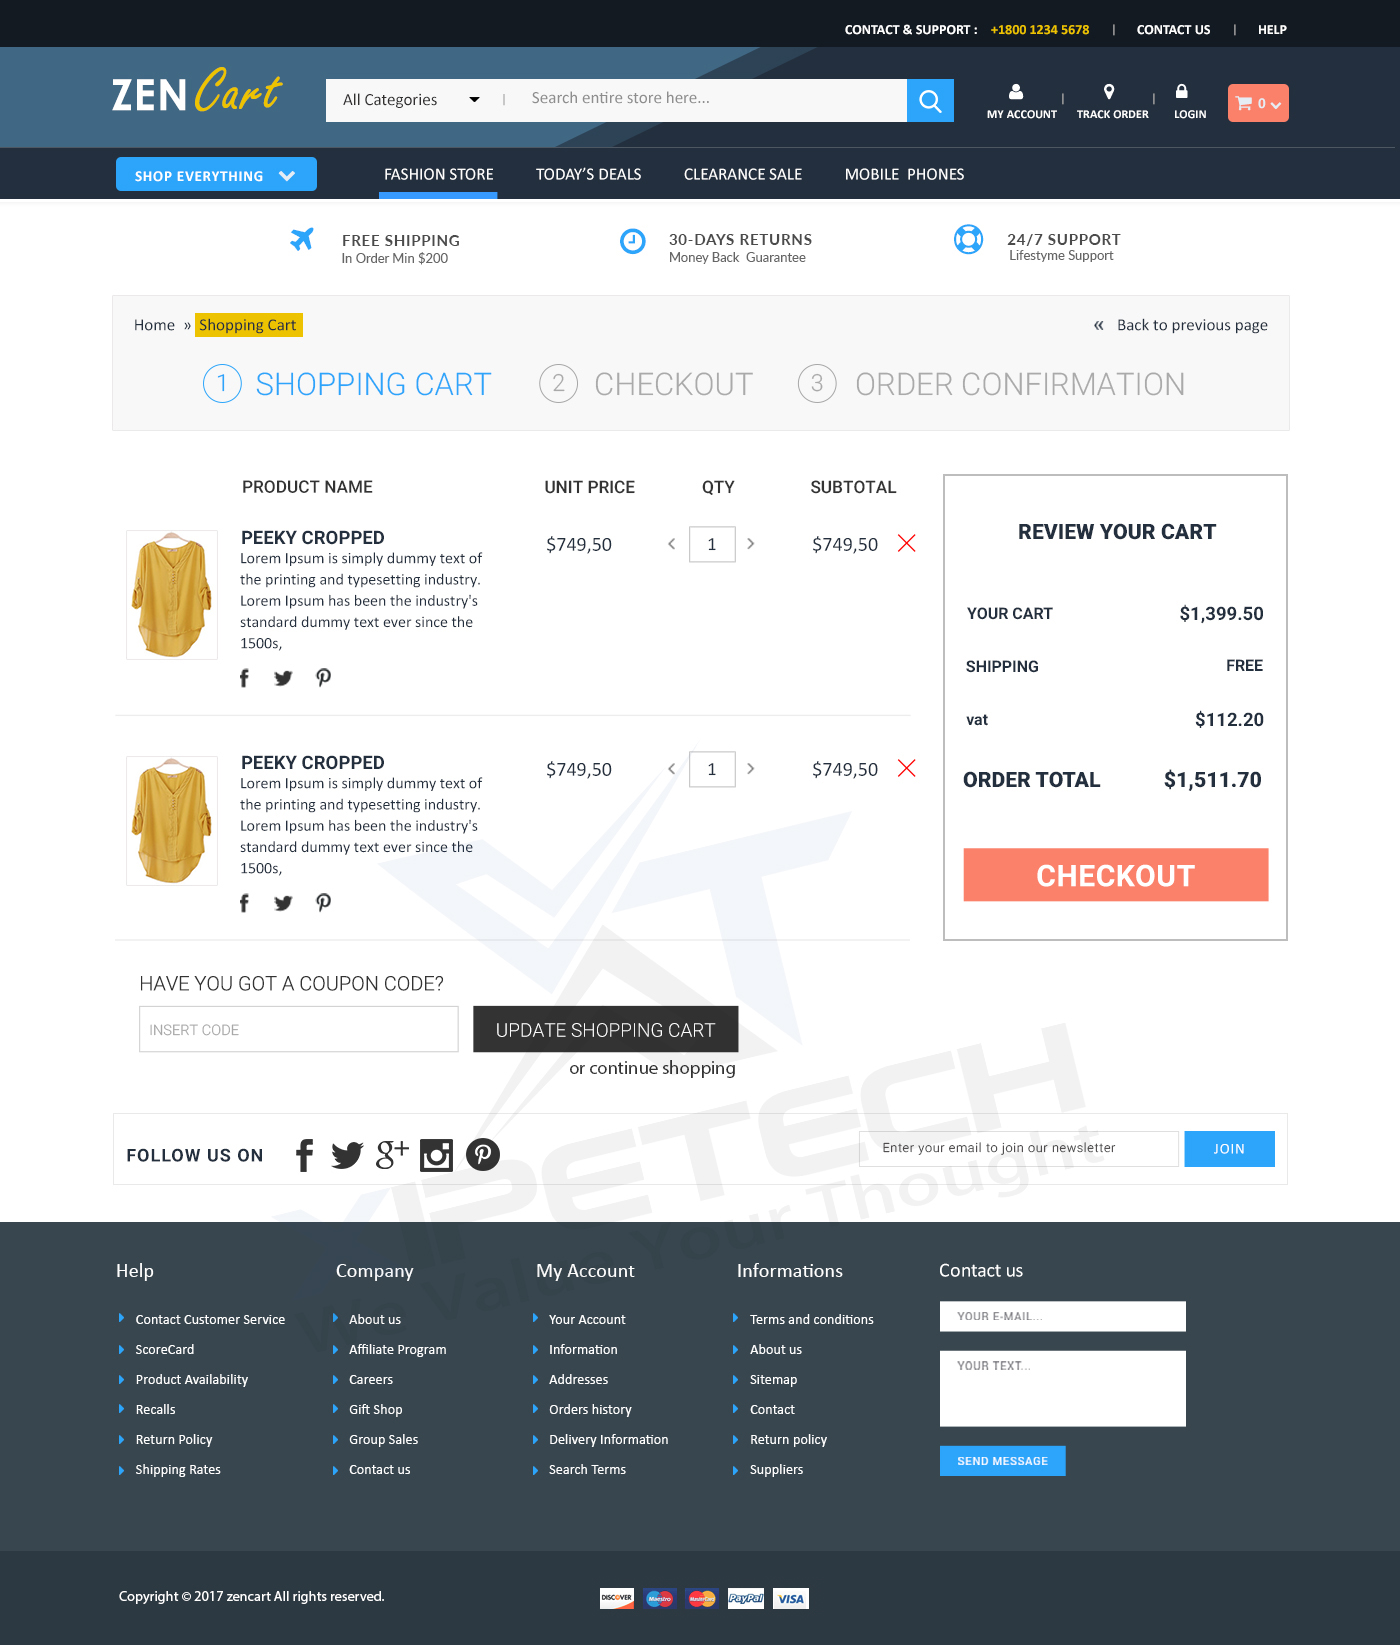 CONTACT & SUPPORT : +1800 1234 5678 | CONTACT US | HELP
ZEN Cart
All Categories | Search entire store here...
MY ACCOUNT | TRACK ORDER | LOGIN
0
SHOP EVERYTHING
FASHION STORE TODAY'S DEALS CLEARANCE SALE MOBILE PHONES
FREE SHIPPING
In Order Min $200
30-DAYS RETURNS
Money Back Guarantee
24/7 SUPPORT
Lifestyme Support
Home » Shopping Cart
« Back to previous page
1 SHOPPING CART 2 CHECKOUT 3 ORDER CONFIRMATION
PRODUCT NAME UNIT PRICE QTY SUBTOTAL
PEEKY CROPPED
Lorem Ipsum is simply dummy text of
the printing and typesetting industry.
Lorem Ipsum has been the industry's
standard dummy text ever since the
1500s,
$749,50 1 $749,50
PEEKY CROPPED
Lorem Ipsum is simply dummy text of
the printing and typesetting industry.
Lorem Ipsum has been the industry's
standard dummy text ever since the
1500s,
$749,50 1 $749,50
REVIEW YOUR CART
YOUR CART $1,399.50
SHIPPING FREE
vat $112.20
ORDER TOTAL $1,511.70
CHECKOUT
HAVE YOU GOT A COUPON CODE?
INSERT CODE
UPDATE SHOPPING CART
or continue shopping
XIPETECH
We Value Your Thought
FOLLOW US ON
Enter your email to join our newsletter
JOIN
Help
Contact Customer Service
ScoreCard
Product Availability
Recalls
Return Policy
Shipping Rates
Company
About us
Affiliate Program
Careers
Gift Shop
Group Sales
Contact us
My Account
Your Account
Information
Addresses
Orders history
Delivery Information
Search Terms
Informations
Terms and conditions
About us
Sitemap
Contact
Return policy
Suppliers
Contact us
YOUR E-MAIL...
YOUR TEXT...
SEND MESSAGE
Copyright © 2017 zencart All rights reserved.
DISCOVER Maestro MasterCard PayPal VISA